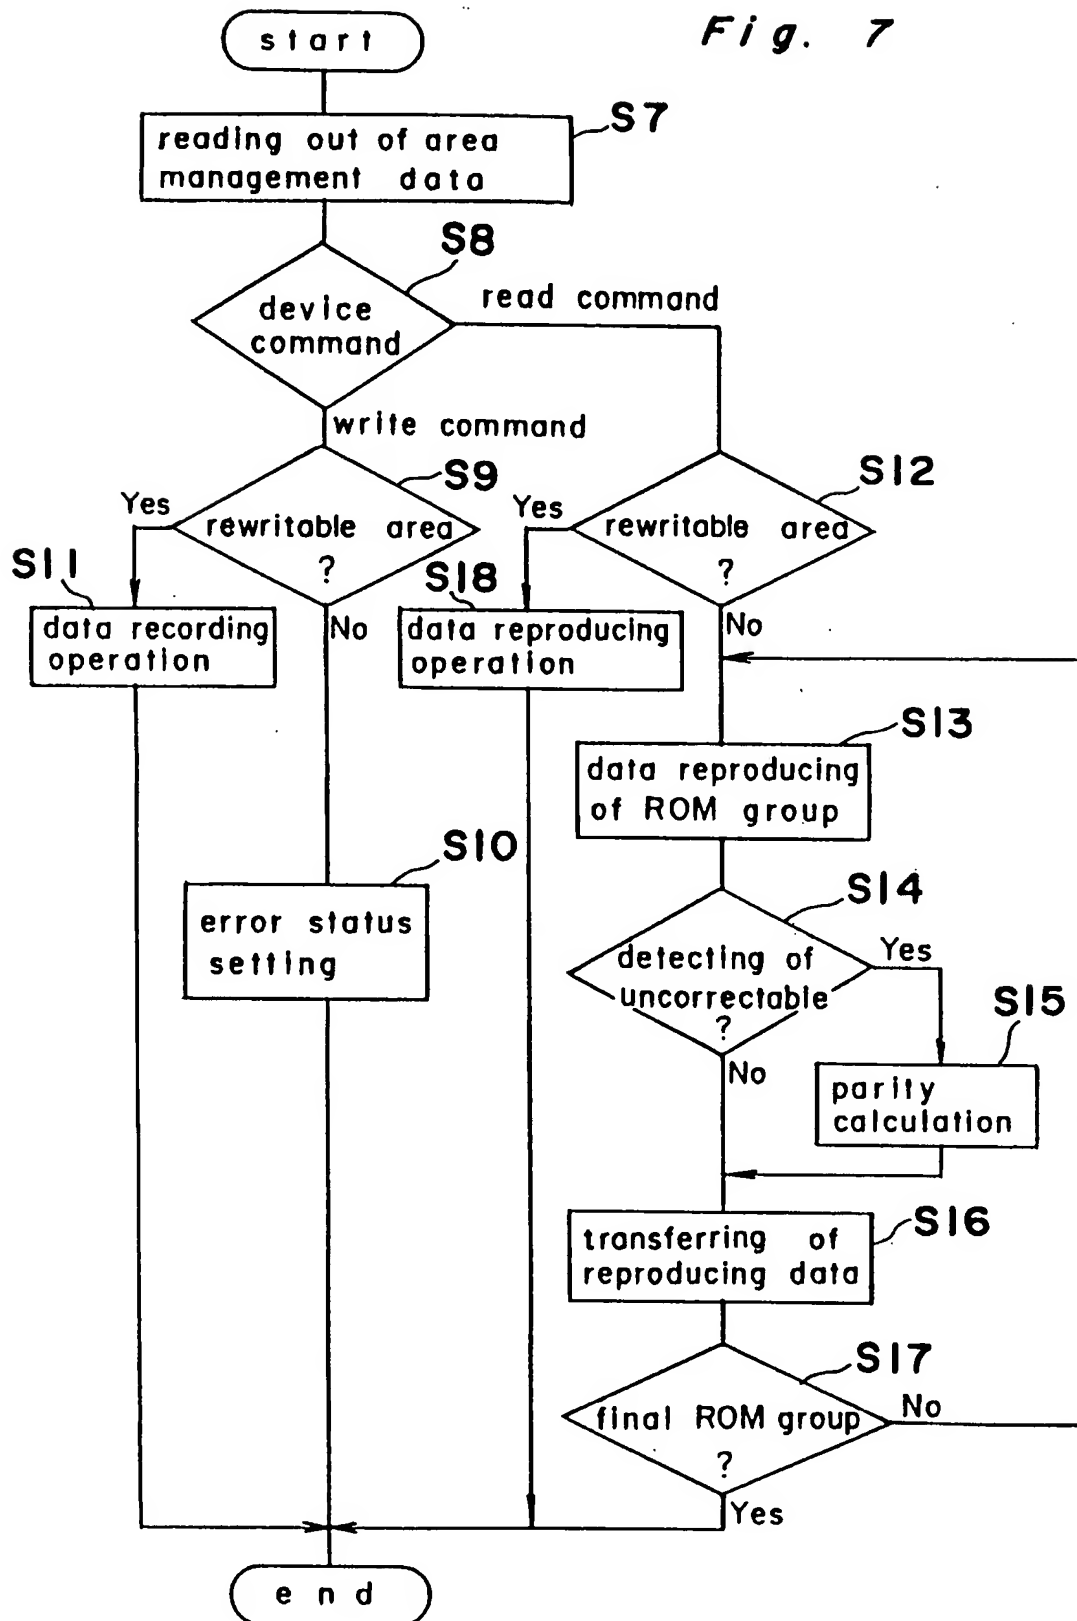 Fig. 7
start
S7
reading out of area
management data
S8
device
command
read command
write command
S9
Yes
rewritable area
?
No
S11
data recording
operation
S10
error status
setting
S12
Yes
rewritable area
?
No
S18
data reproducing
operation
S13
data reproducing
of ROM group
S14
detecting of
uncorrectable
?
Yes
No
S15
parity
calculation
S16
transferring of
reproducing data
S17
final ROM group
?
No
Yes
end